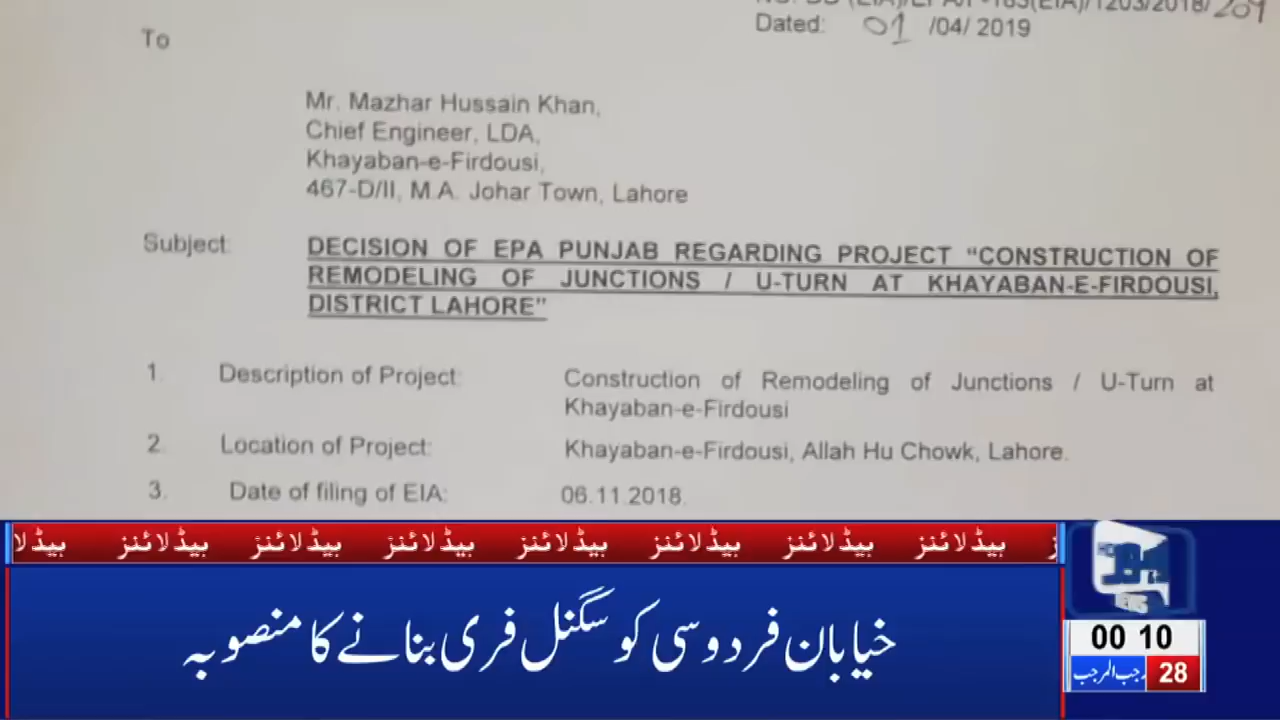 Dated: 01 /04/ 2019
To
Mr. Mazhar Hussain Khan,
Chief Engineer, LDA,
Khayaban-e-Firdousi,
467-D/II, M.A. Johar Town, Lahore
Subject: DECISION OF EPA PUNJAB REGARDING PROJECT “CONSTRUCTION OF
REMODELING OF JUNCTIONS / U-TURN AT KHAYABAN-E-FIRDOUSI,
DISTRICT LAHORE”
1. Description of Project: Construction of Remodeling of Junctions / U-Turn at
Khayaban-e-Firdousi
2. Location of Project: Khayaban-e-Firdousi, Allah Hu Chowk, Lahore.
3. Date of filing of EIA: 06.11.2018.
ہیڈلائنز ہیڈلائنز ہیڈلائنز ہیڈلائنز ہیڈلائنز ہیڈلائنز ہیڈلائنز ہیڈلا
خیابان فردوسی کو سگنل فری بنانے کا منصوبہ
00 10
28 رجب المرجب